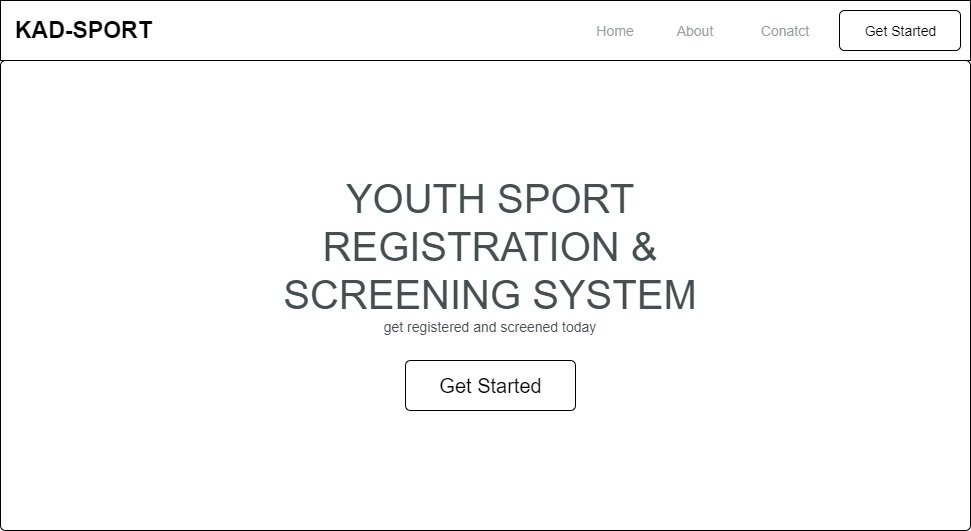 KAD-SPORT
Home
About
Conatct
Get Started
YOUTH SPORT
REGISTRATION &
SCREENING SYSTEM
get registered and screened today
Get Started